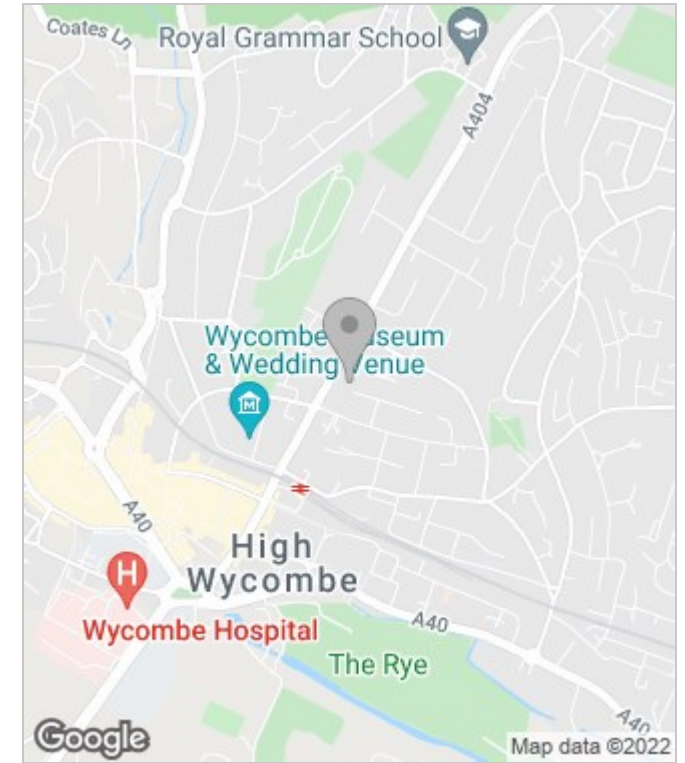 Coates Ln
Royal Grammar School
A404
Wycombe Museum
& Wedding Venue
M
A40
High
Wycombe
H
Wycombe Hospital
A40
The Rye
A40
Google
Map data ©2022